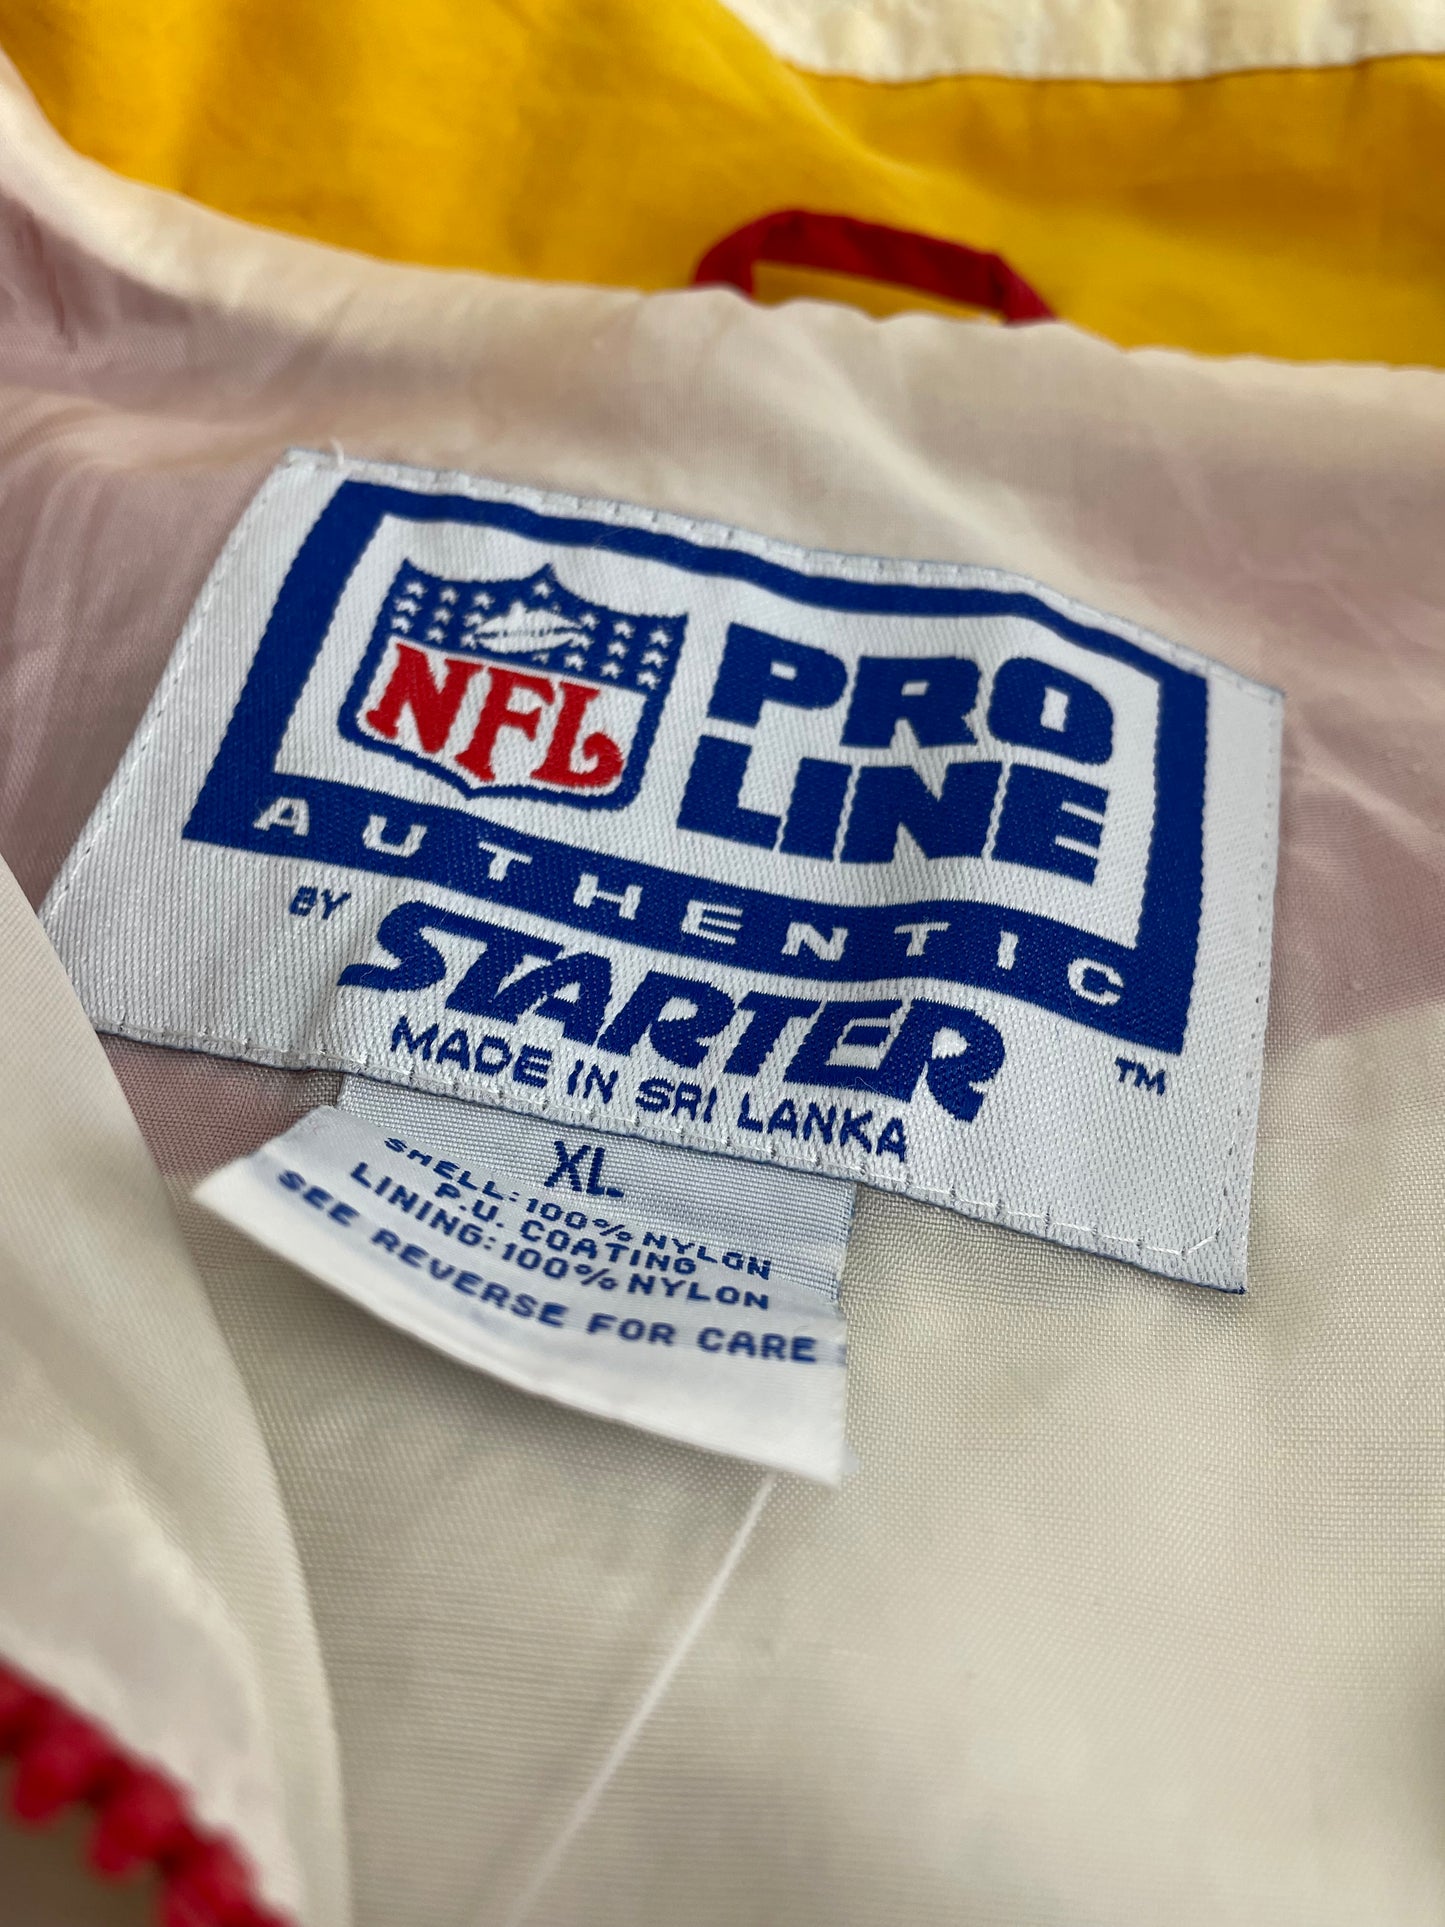 NFL
PRO
LINE
AUTHENTIC
BY
STARTER
™
MADE IN SRI LANKA
XL
SHELL:100% NYLON
P.U. COATING
LINING:100% NYLON
SEE REVERSE FOR CARE